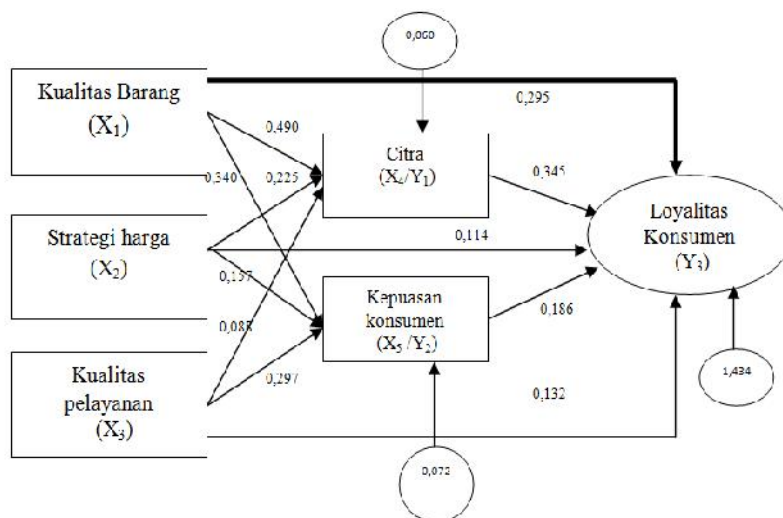 Kualitas Barang
(X₁)
0,295
0,490
Citra
(X₄/Y₁)
0,225
0,345
Strategi harga
(X₂)
Loyalitas
Konsumen
(Y₃)
0,114
0,197
Kepuasan
konsumen
(X₅ /Y₂)
0,186
Kualitas
pelayanan
(X₃)
0,297
0,132
1,434
0,072